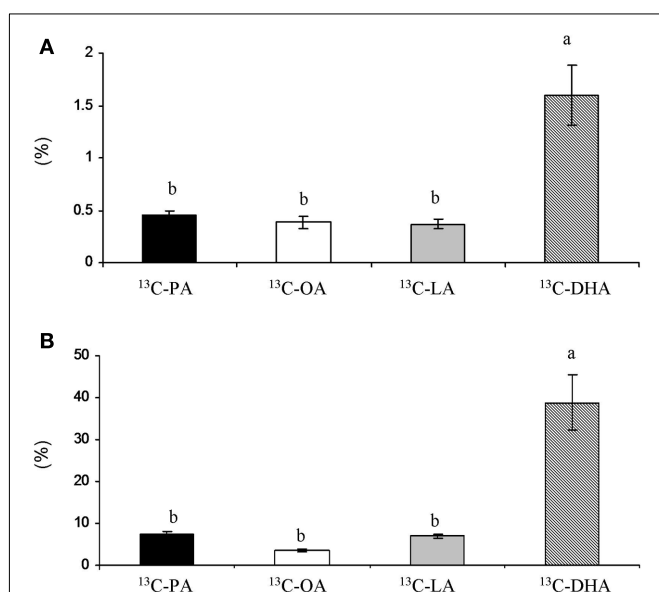 A
2
a
1.5
(%)
1
b
b
b
0.5
0
¹³C-PA
¹³C-OA
¹³C-LA
¹³C-DHA
B
50
a
40
(%)
30
20
10
b
b
b
0
¹³C-PA
¹³C-OA
¹³C-LA
¹³C-DHA